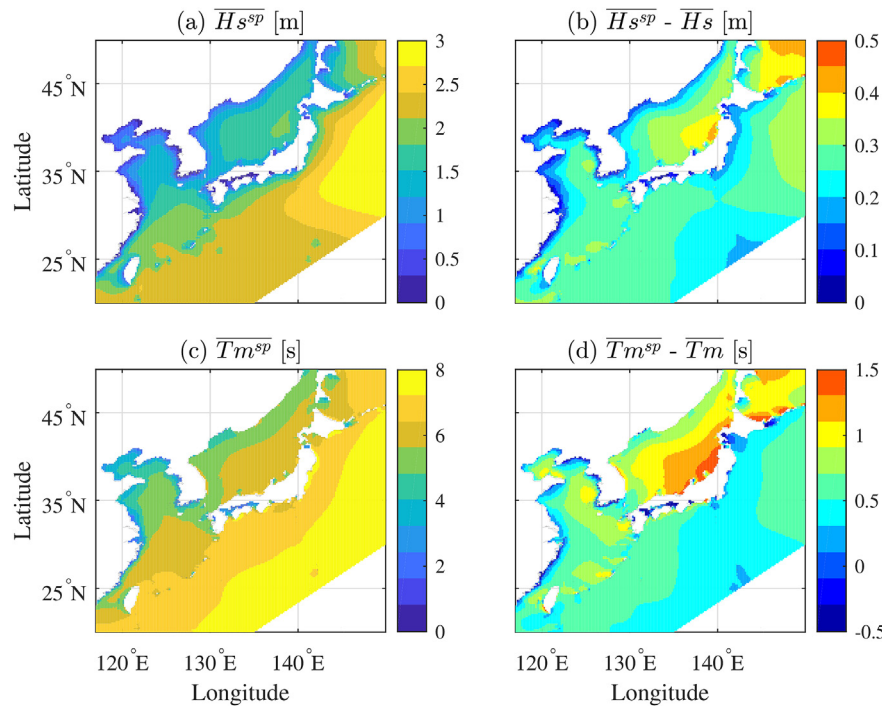 (a) Hs^sp [m]
(b) Hs^sp - Hs [m]
45°N
35°N
25°N
Latitude
3
2.5
2
1.5
1
0.5
0
0.5
0.4
0.3
0.2
0.1
0
(c) Tm^sp [s]
(d) Tm^sp - Tm [s]
45°N
35°N
25°N
Latitude
8
6
4
2
0
1.5
1
0.5
0
-0.5
120°E 130°E 140°E
Longitude
120°E 130°E 140°E
Longitude